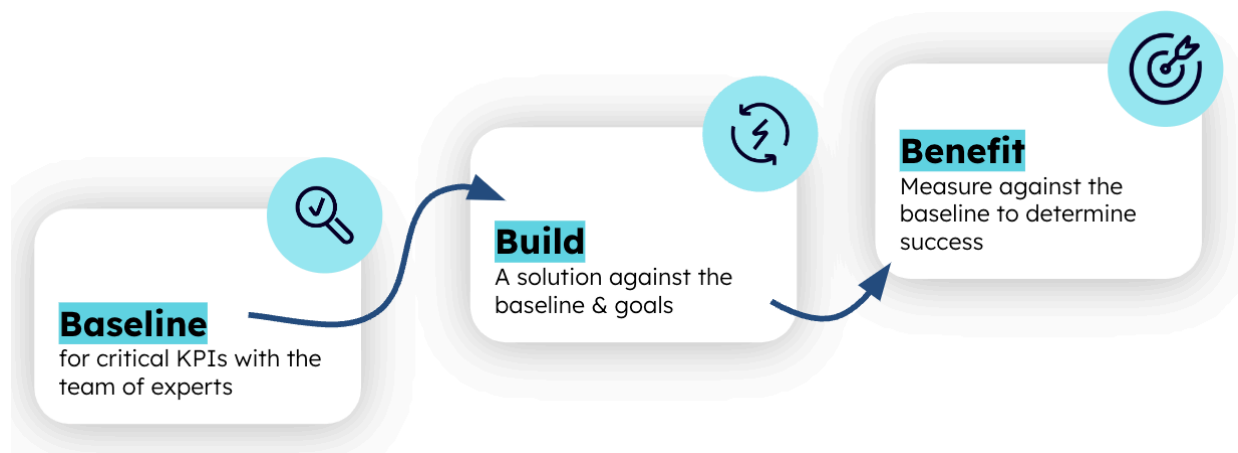 Baseline
for critical KPIs with the
team of experts
Build
A solution against the
baseline & goals
Benefit
Measure against the
baseline to determine
success